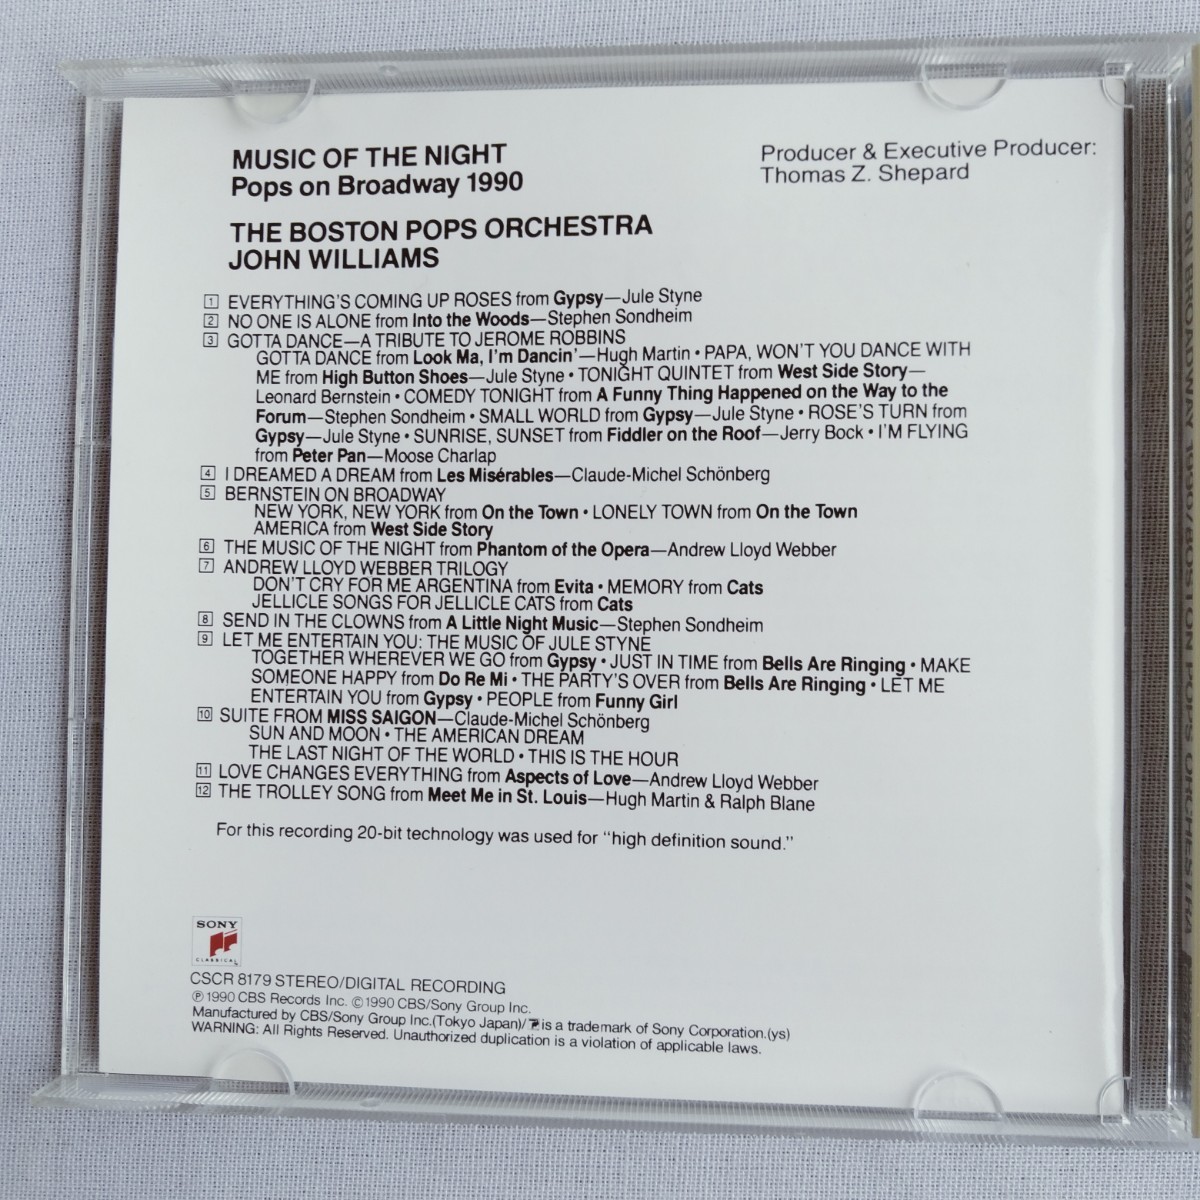 MUSIC OF THE NIGHT
Pops on Broadway 1990
Producer & Executive Producer:
Thomas Z. Shepard
THE BOSTON POPS ORCHESTRA
JOHN WILLIAMS
1 EVERYTHING'S COMING UP ROSES from Gypsy—Jule Styne
2 NO ONE IS ALONE from Into the Woods—Stephen Sondheim
3 GOTTA DANCE—A TRIBUTE TO JEROME ROBBINS
GOTTA DANCE from Look Ma, I'm Dancin'—Hugh Martin • PAPA, WON'T YOU DANCE WITH
ME from High Button Shoes—Jule Styne • TONIGHT QUINTET from West Side Story—
Leonard Bernstein • COMEDY TONIGHT from A Funny Thing Happened on the Way to the
Forum—Stephen Sondheim • SMALL WORLD from Gypsy—Jule Styne • ROSE'S TURN from
Gypsy—Jule Styne • SUNRISE, SUNSET from Fiddler on the Roof—Jerry Bock • I'M FLYING
from Peter Pan—Moose Charlap
4 I DREAMED A DREAM from Les Misérables—Claude-Michel Schönberg
5 BERNSTEIN ON BROADWAY
NEW YORK, NEW YORK from On the Town • LONELY TOWN from On the Town
AMERICA from West Side Story
6 THE MUSIC OF THE NIGHT from Phantom of the Opera—Andrew Lloyd Webber
7 ANDREW LLOYD WEBBER TRILOGY
DON'T CRY FOR ME ARGENTINA from Evita • MEMORY from Cats
JELLICLE SONGS FOR JELLICLE CATS from Cats
8 SEND IN THE CLOWNS from A Little Night Music—Stephen Sondheim
9 LET ME ENTERTAIN YOU: THE MUSIC OF JULE STYNE
TOGETHER WHEREVER WE GO from Gypsy • JUST IN TIME from Bells Are Ringing • MAKE
SOMEONE HAPPY from Do Re Mi • THE PARTY'S OVER from Bells Are Ringing • LET ME
ENTERTAIN YOU from Gypsy • PEOPLE from Funny Girl
10 SUITE FROM MISS SAIGON—Claude-Michel Schönberg
SUN AND MOON • THE AMERICAN DREAM
THE LAST NIGHT OF THE WORLD • THIS IS THE HOUR
11 LOVE CHANGES EVERYTHING from Aspects of Love—Andrew Lloyd Webber
12 THE TROLLEY SONG from Meet Me in St. Louis—Hugh Martin & Ralph Blane
For this recording 20-bit technology was used for "high definition sound."
SONY
CLASSICAL
CSCR 8179 STEREO/DIGITAL RECORDING
℗1990 CBS Records Inc. ©1990 CBS/Sony Group Inc.
Manufactured by CBS/Sony Group Inc.(Tokyo Japan)/ is a trademark of Sony Corporation.(ys)
WARNING: All Rights Reserved. Unauthorized duplication is a violation of applicable laws.
POPS ON BROADWAY 1990/BOSTON POPS ORCHESTRA